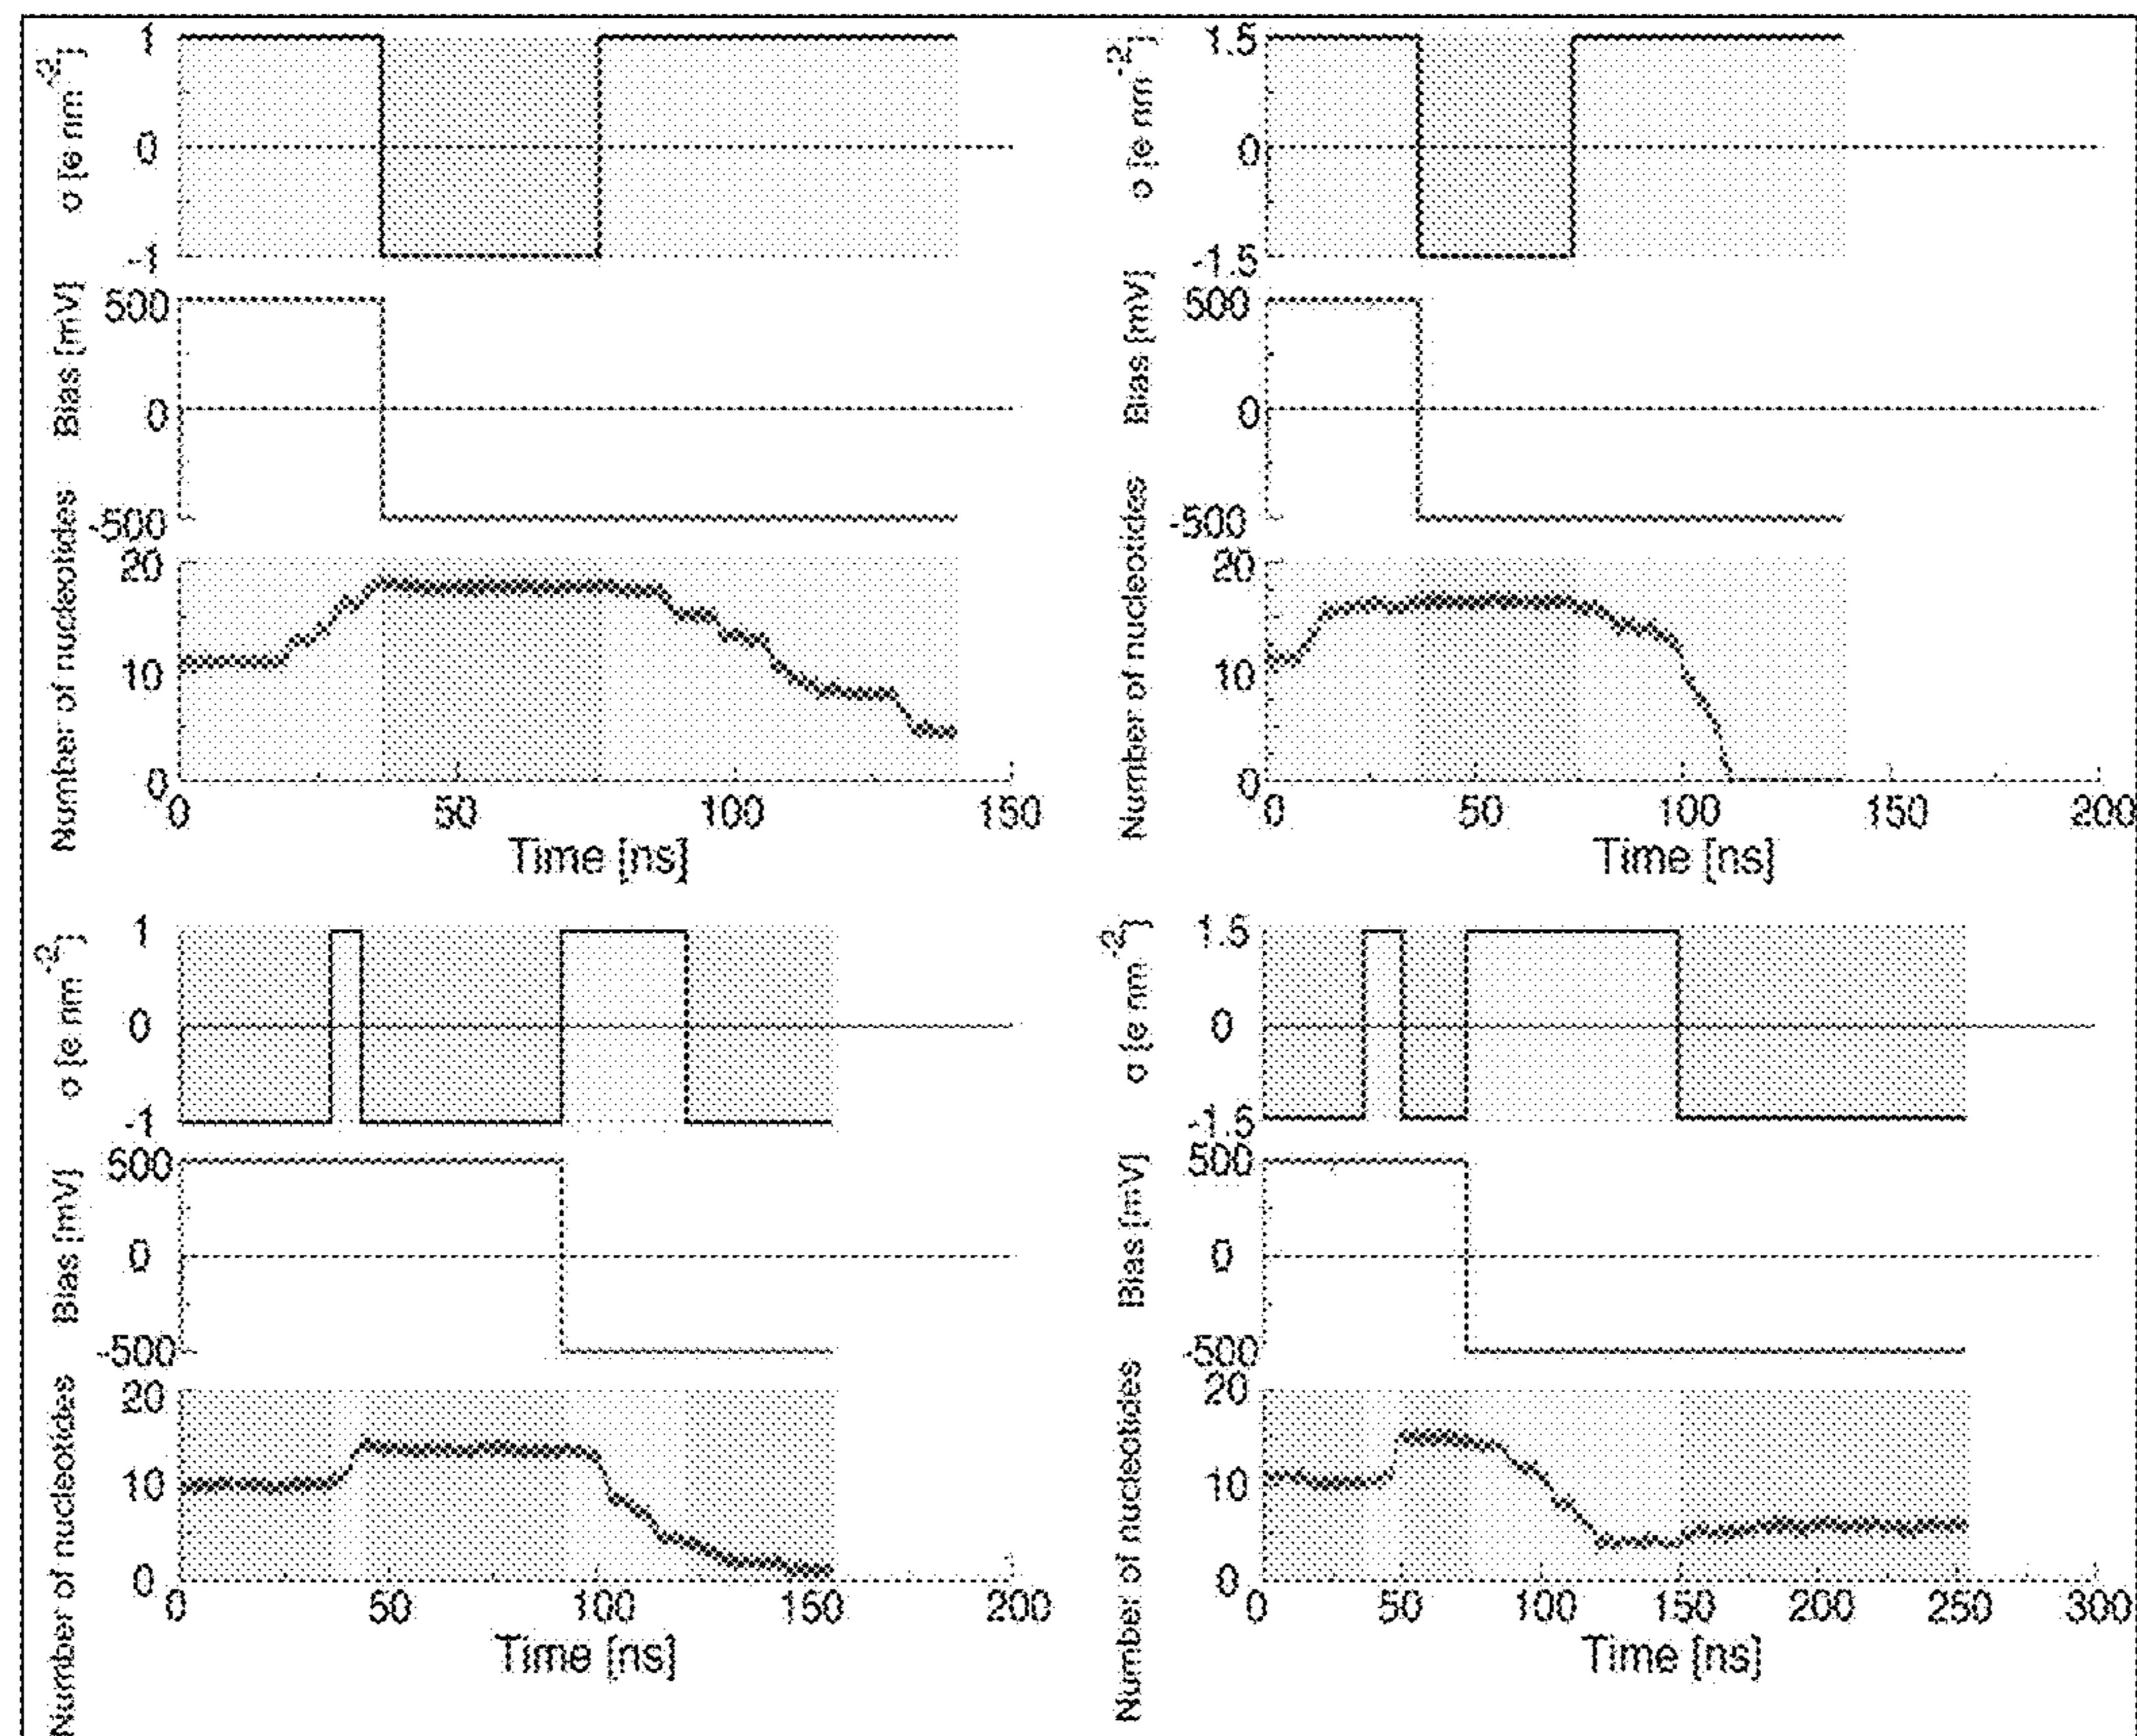 σ [e nm⁻²]
1
0
-1
Bias [mV]
500
0
-500
Number of nucleotides
20
10
0
0 50 100 150
Time [ns]
σ [e nm⁻²]
1.5
0
-1.5
Bias [mV]
500
0
-500
Number of nucleotides
20
10
0
0 50 100 150 200
Time [ns]
σ [e nm⁻²]
1
0
-1
Bias [mV]
500
0
-500
Number of nucleotides
20
10
0
0 50 100 150 200
Time [ns]
σ [e nm⁻²]
1.5
0
-1.5
Bias [mV]
500
0
-500
Number of nucleotides
20
10
0
0 50 100 150 200 250 300
Time [ns]